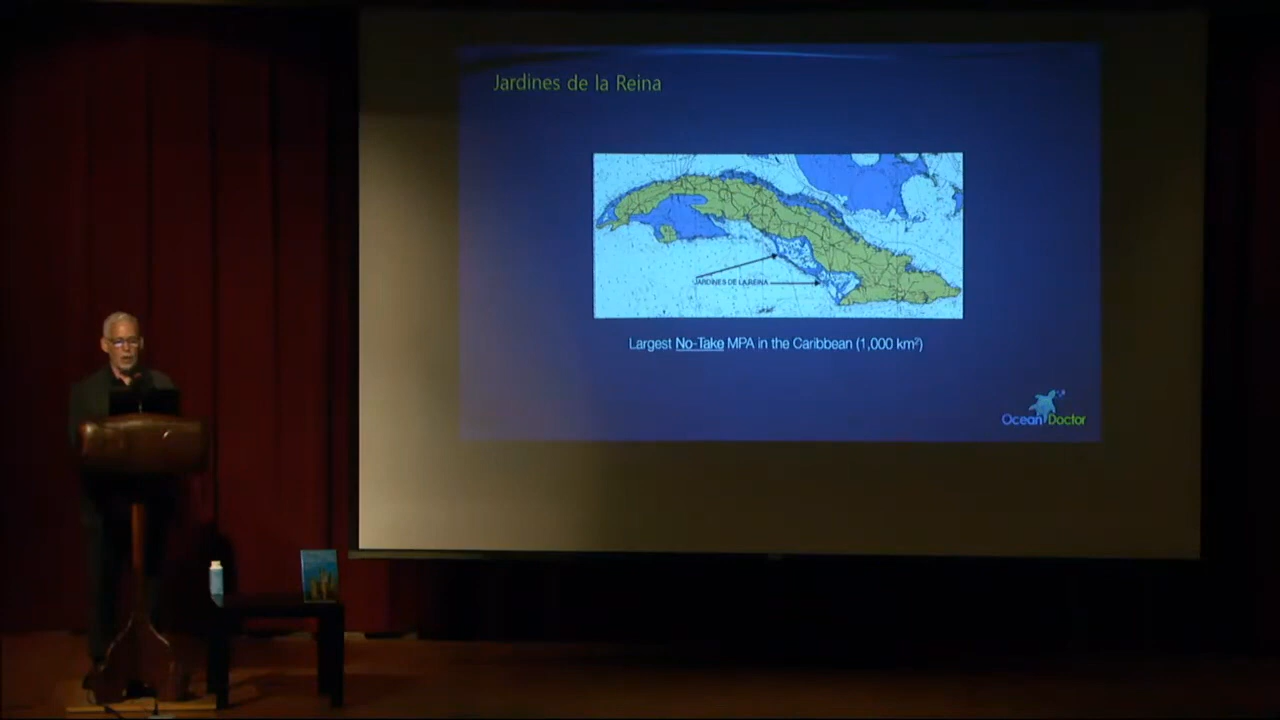 Jardines de la Reina
JARDINES DE LA REINA
Largest No-Take MPA in the Caribbean (1,000 km²)
Ocean Doctor